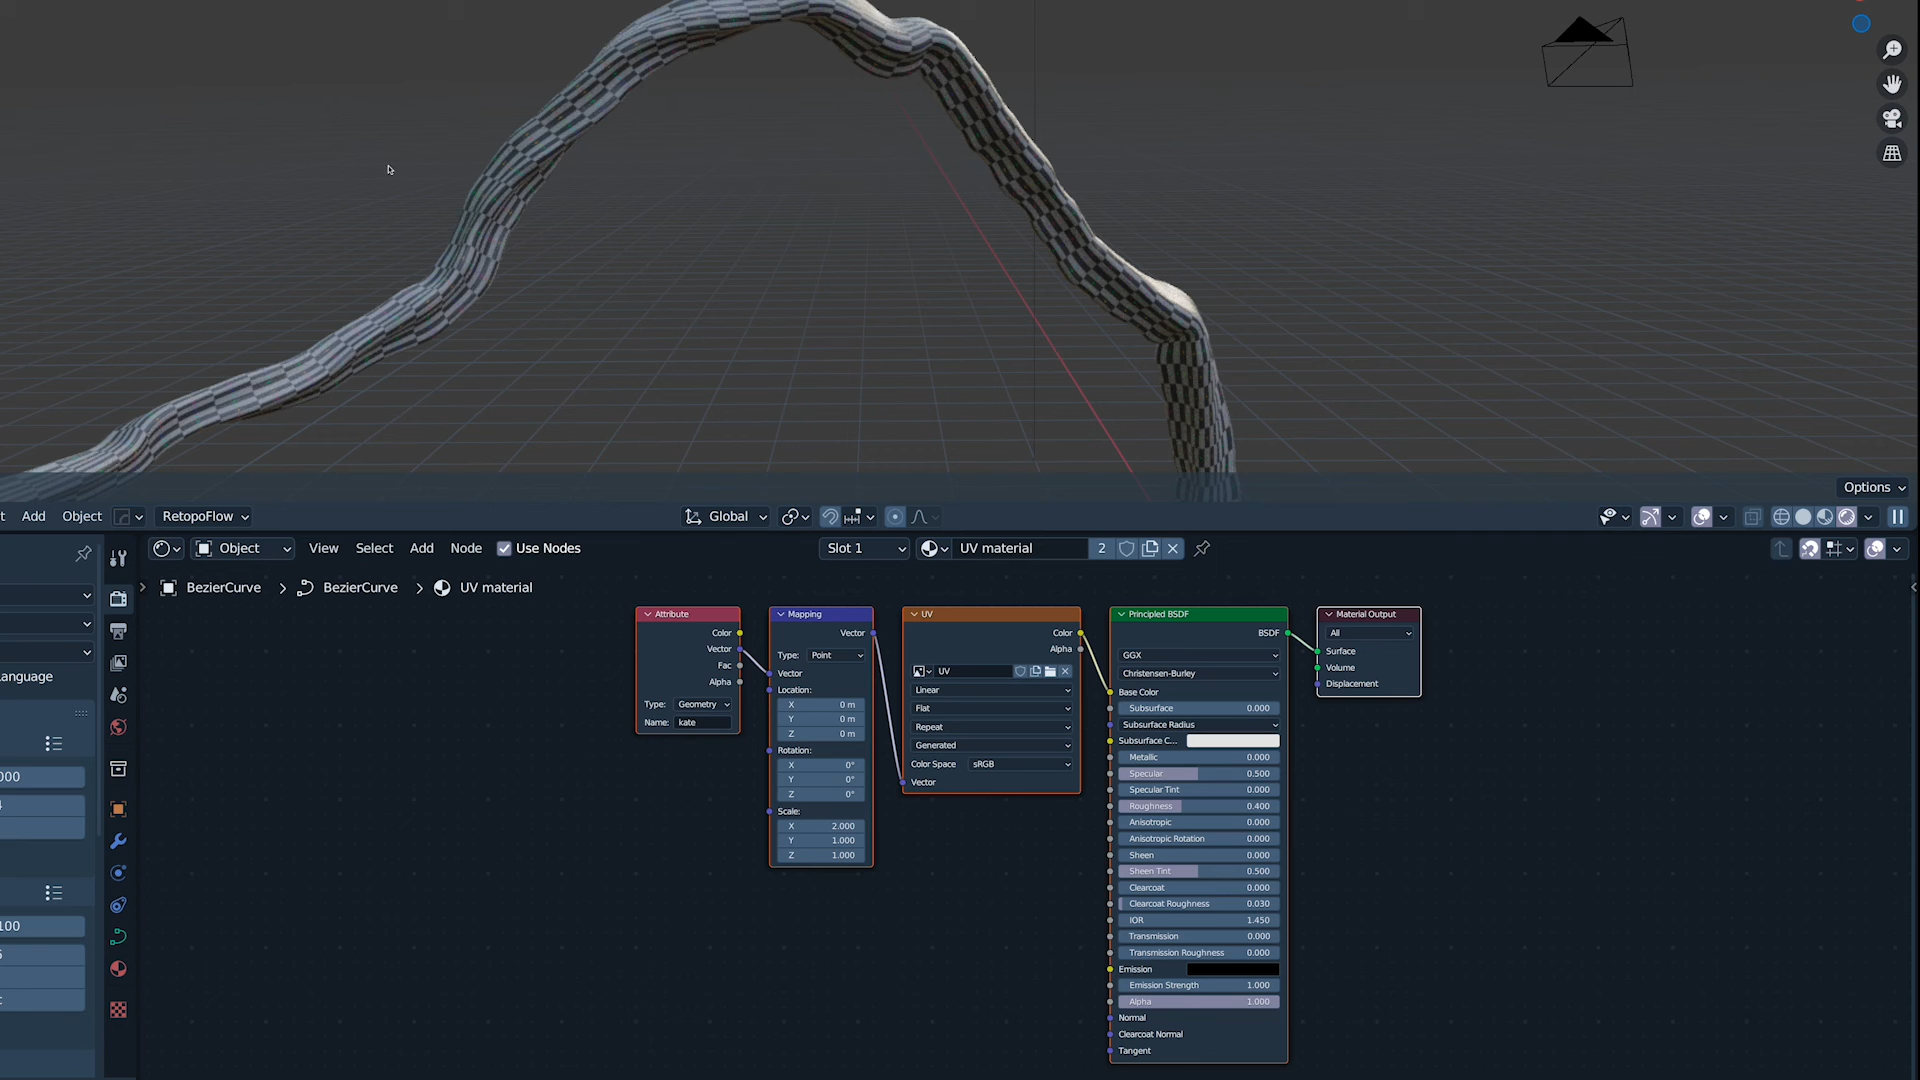 Options
t Add Object RetopoFlow Global
Object View Select Add Node Use Nodes Slot 1 UV material 2
BezierCurve > BezierCurve > UV material
anguage
000
4
100
Attribute
Color
Vector
Fac
Alpha
Type: Geometry
Name: kate
Mapping
Vector
Type: Point
Vector
Location:
X 0 m
Y 0 m
Z 0 m
Rotation:
X 0°
Y 0°
Z 0°
Scale:
X 2.000
Y 1.000
Z 1.000
UV
Color
Alpha
UV
Linear
Flat
Repeat
Generated
Color Space sRGB
Vector
Principled BSDF
BSDF
GGX
Christensen-Burley
Base Color
Subsurface 0.000
Subsurface Radius
Subsurface C...
Metallic 0.000
Specular 0.500
Specular Tint 0.000
Roughness 0.400
Anisotropic 0.000
Anisotropic Rotation 0.000
Sheen 0.000
Sheen Tint 0.500
Clearcoat 0.000
Clearcoat Roughness 0.030
IOR 1.450
Transmission 0.000
Transmission Roughness 0.000
Emission
Emission Strength 1.000
Alpha 1.000
Normal
Clearcoat Normal
Tangent
Material Output
All
Surface
Volume
Displacement